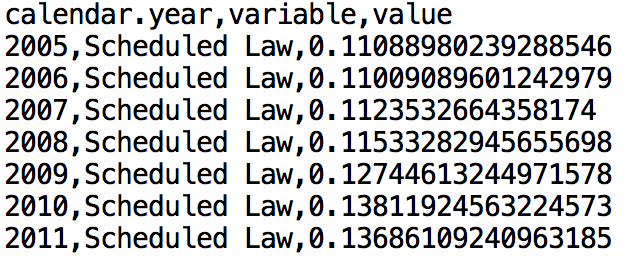 calendar.year,variable,value
2005,Scheduled Law,0.11088980239288546
2006,Scheduled Law,0.11009089601242979
2007,Scheduled Law,0.1123532664358174
2008,Scheduled Law,0.11533282945655698
2009,Scheduled Law,0.12744613244971578
2010,Scheduled Law,0.13811924563224573
2011,Scheduled Law,0.13686109240963185